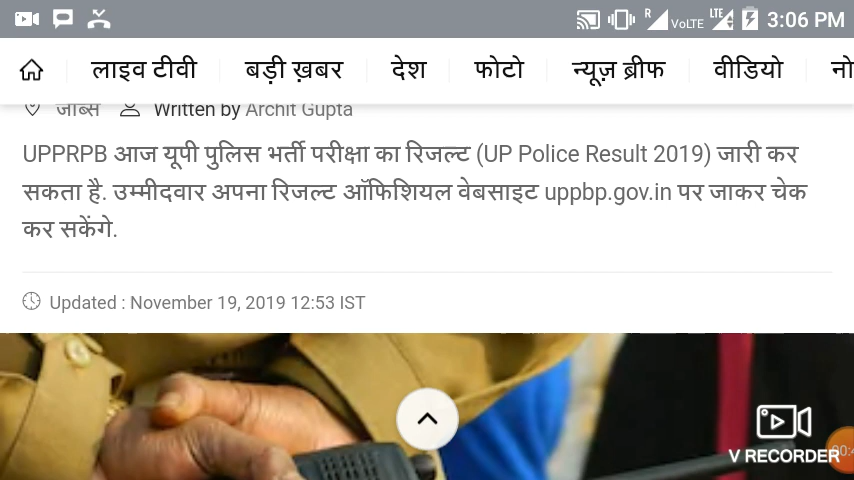 R VoLTE LTE 3:06 PM
लाइव टीवी बड़ी ख़बर देश फोटो न्यूज़ ब्रीफ वीडियो नो
जॉब्स Written by Archit Gupta
UPPRPB आज यूपी पुलिस भर्ती परीक्षा का रिजल्ट (UP Police Result 2019) जारी कर
सकता है. उम्मीदवार अपना रिजल्ट ऑफिशियल वेबसाइट uppbp.gov.in पर जाकर चेक
कर सकेंगे.
Updated : November 19, 2019 12:53 IST
V RECORDER